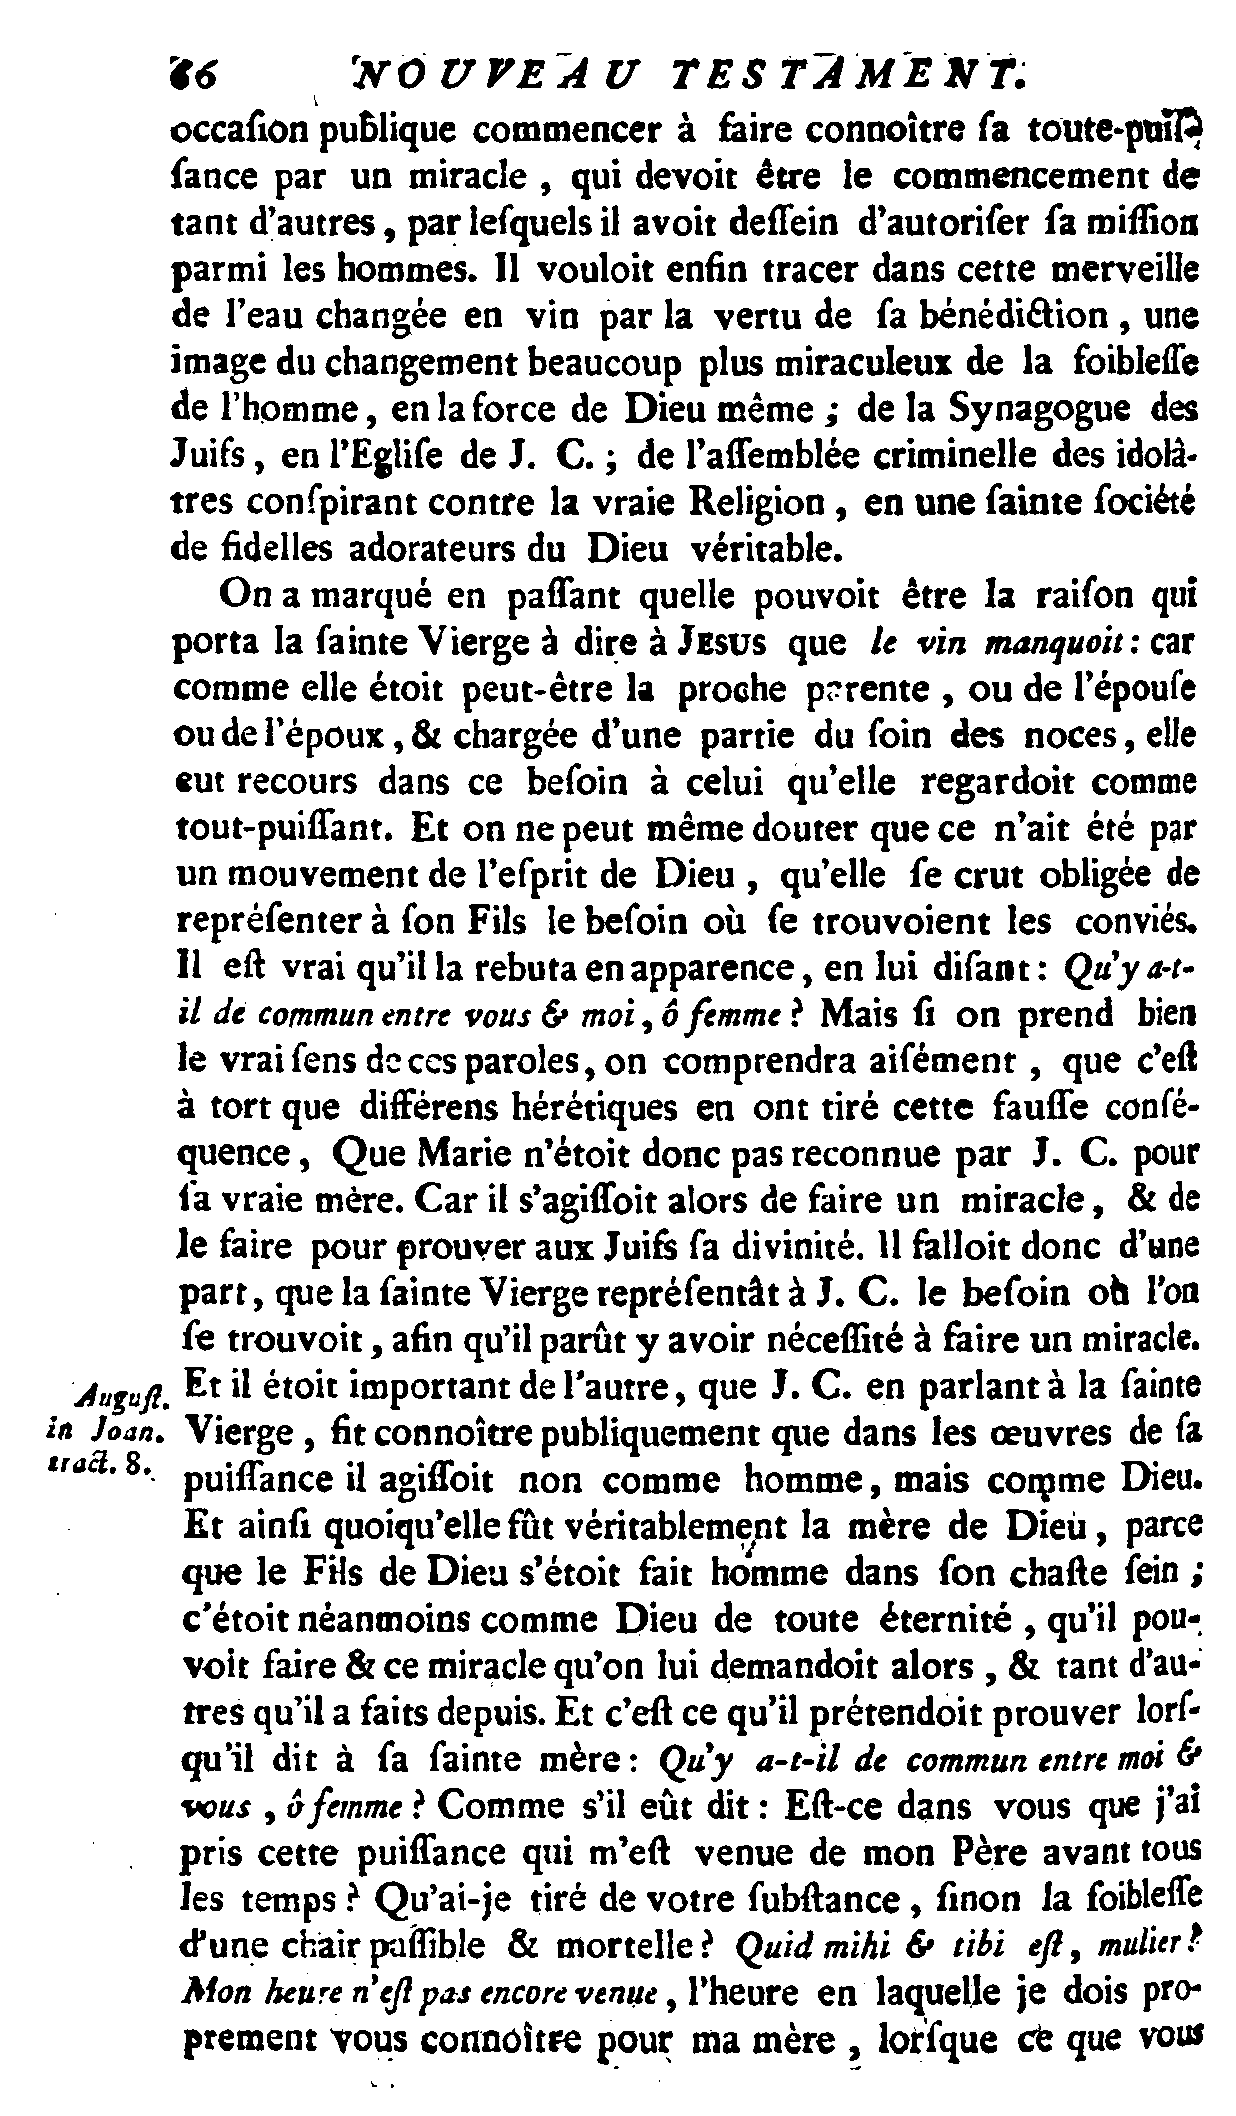 66 NOUVEAU TESTAMENT.
occaſion publique commencer à faire connoître ſa toute-puiſ-
ſance par un miracle, qui devoit être le commencement de
tant d'autres, par leſquels il avoit deſſein d'autoriſer ſa miſſion
parmi les hommes. Il vouloit enfin tracer dans cette merveille
de l'eau changée en vin par la vertu de ſa bénédiction, une
image du changement beaucoup plus miraculeux de la foibleſſe
de l'homme, en la force de Dieu même ; de la Synagogue des
Juifs, en l'Egliſe de J. C. ; de l'aſſemblée criminelle des idolâ-
tres conſpirant contre la vraie Religion, en une ſainte ſociété
de fidelles adorateurs du Dieu véritable.
On a marqué en paſſant quelle pouvoit être la raiſon qui
porta la ſainte Vierge à dire à JESUS que le vin manquoit : car
comme elle étoit peut-être la proche parente, ou de l'épouſe
ou de l'époux, & chargée d'une partie du ſoin des noces, elle
eut recours dans ce beſoin à celui qu'elle regardoit comme
tout-puiſſant. Et on ne peut même douter que ce n'ait été par
un mouvement de l'eſprit de Dieu, qu'elle ſe crut obligée de
repréſenter à ſon Fils le beſoin où ſe trouvoient les conviés.
Il eſt vrai qu'il la rebuta en apparence, en lui diſant : Qu'y a-t-
il de commun entre vous & moi, ô femme ? Mais ſi on prend bien
le vrai ſens de ces paroles, on comprendra aiſément, que c'eſt
à tort que différens hérétiques en ont tiré cette fauſſe conſé-
quence, Que Marie n'étoit donc pas reconnue par J. C. pour
ſa vraie mère. Car il s'agiſſoit alors de faire un miracle, & de
le faire pour prouver aux Juifs ſa divinité. Il falloit donc d'une
part, que la ſainte Vierge repréſentât à J. C. le beſoin où l'on
ſe trouvoit, afin qu'il parût y avoir néceſſité à faire un miracle.
Et il étoit important de l'autre, que J. C. en parlant à la ſainte
Vierge, fit connoître publiquement que dans les œuvres de ſa
puiſſance il agiſſoit non comme homme, mais comme Dieu.
Auguſt.
in Joan.
tract. 8.
Et ainſi quoiqu'elle fût véritablement la mère de Dieu, parce
que le Fils de Dieu s'étoit fait homme dans ſon chaſte ſein ;
c'étoit néanmoins comme Dieu de toute éternité, qu'il pou-
voit faire & ce miracle qu'on lui demandoit alors, & tant d'au-
tres qu'il a faits depuis. Et c'eſt ce qu'il prétendoit prouver lorſ-
qu'il dit à ſa ſainte mère : Qu'y a-t-il de commun entre moi &
vous, ô femme ? Comme s'il eût dit : Eſt-ce dans vous que j'ai
pris cette puiſſance qui m'eſt venue de mon Père avant tous
les temps ? Qu'ai-je tiré de votre ſubſtance, ſinon la foibleſſe
d'une chair paſſible & mortelle ? Quid mihi & tibi eſt, mulier ?
Mon heure n'eſt pas encore venue, l'heure en laquelle je dois pro-
prement vous connoître pour ma mère, lorſque ce que vous